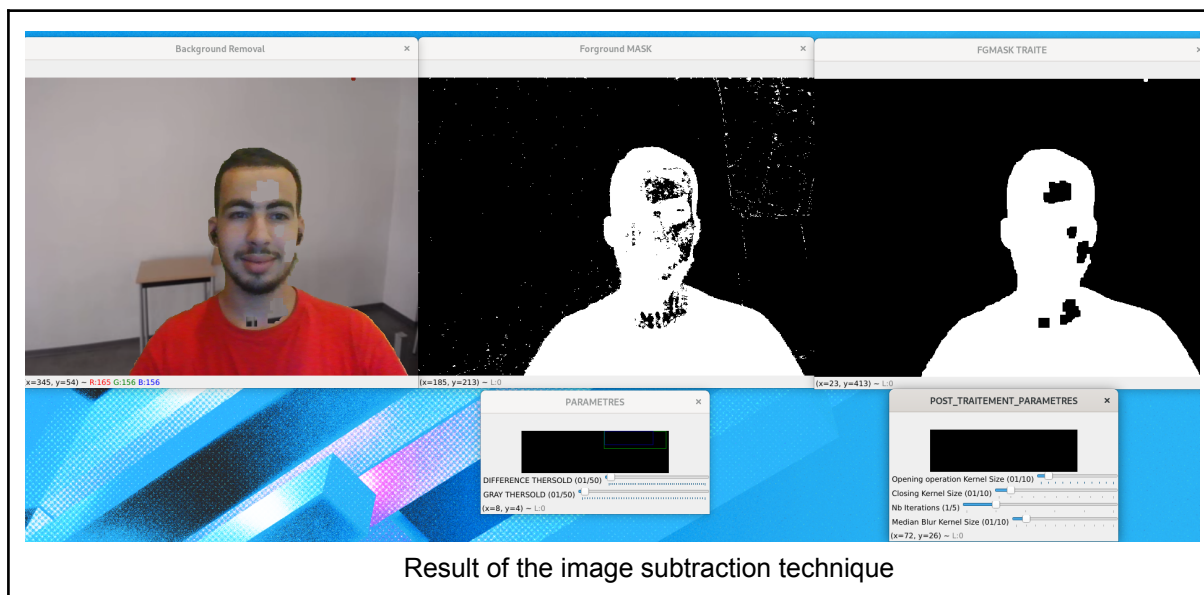 Background Removal ×
Forground MASK ×
FGMASK TRAITE ×
(x=345, y=54) ~ R:165 G:156 B:156
(x=185, y=213) ~ L:0
(x=23, y=413) ~ L:0
PARAMETRES ×
DIFFERENCE THERSOLD (01/50)
GRAY THERSOLD (01/50)
(x=8, y=4) ~ L:0
POST_TRAITEMENT_PARAMETRES ×
Opening operation Kernel Size (01/10)
Closing Kernel Size (01/10)
Nb Iterations (1/5)
Median Blur Kernel Size (01/10)
(x=72, y=26) ~ L:0
Result of the image subtraction technique